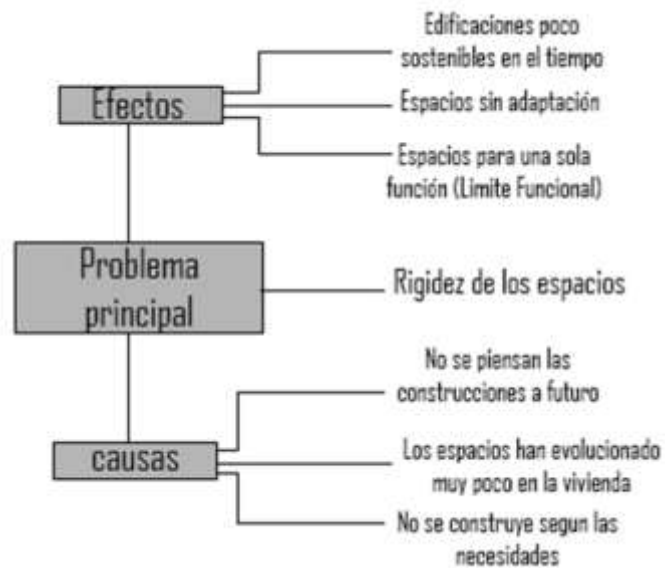 Edificaciones poco
sostenibles en el tiempo
Efectos
Espacios sin adaptación
Espacios para una sola
función (Limite Funcional)
Problema
principal
Rigidez de los espacios
No se piensan las
construcciones a futuro
causas
Los espacios han evolucionado
muy poco en la vivienda
No se construye segun las
necesidades